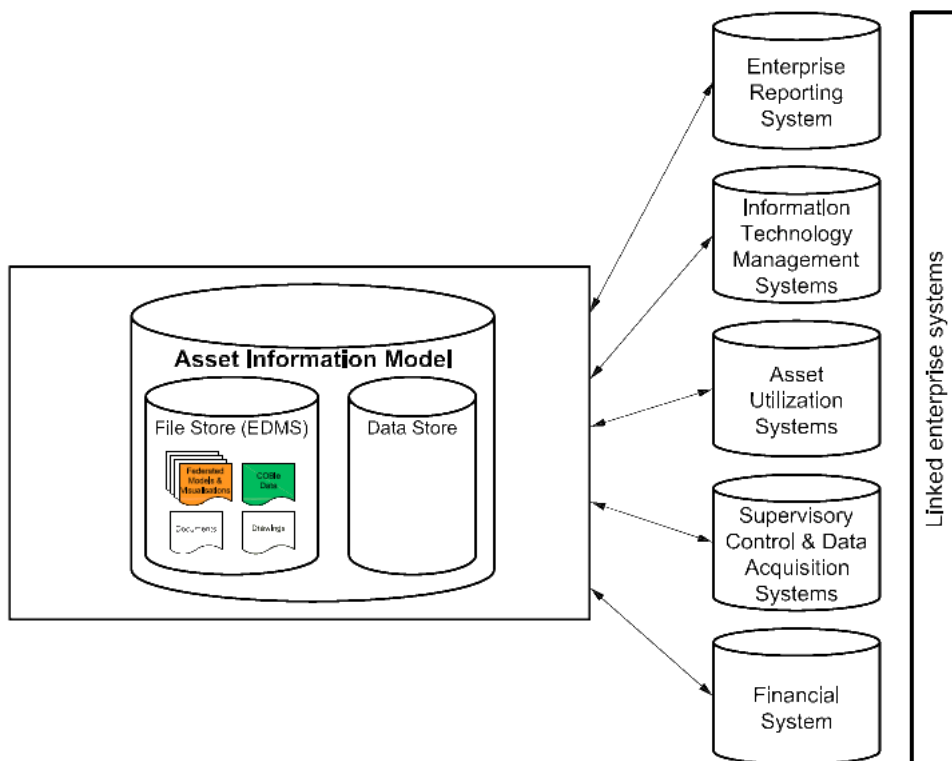 Asset Information Model
File Store (EDMS)
Federated
Models &
Visualisations
COBie
Data
Documents
Drawings
Data Store
Enterprise
Reporting
System
Information
Technology
Management
Systems
Asset
Utilization
Systems
Supervisory
Control & Data
Acquisition
Systems
Financial
System
Linked enterprise systems